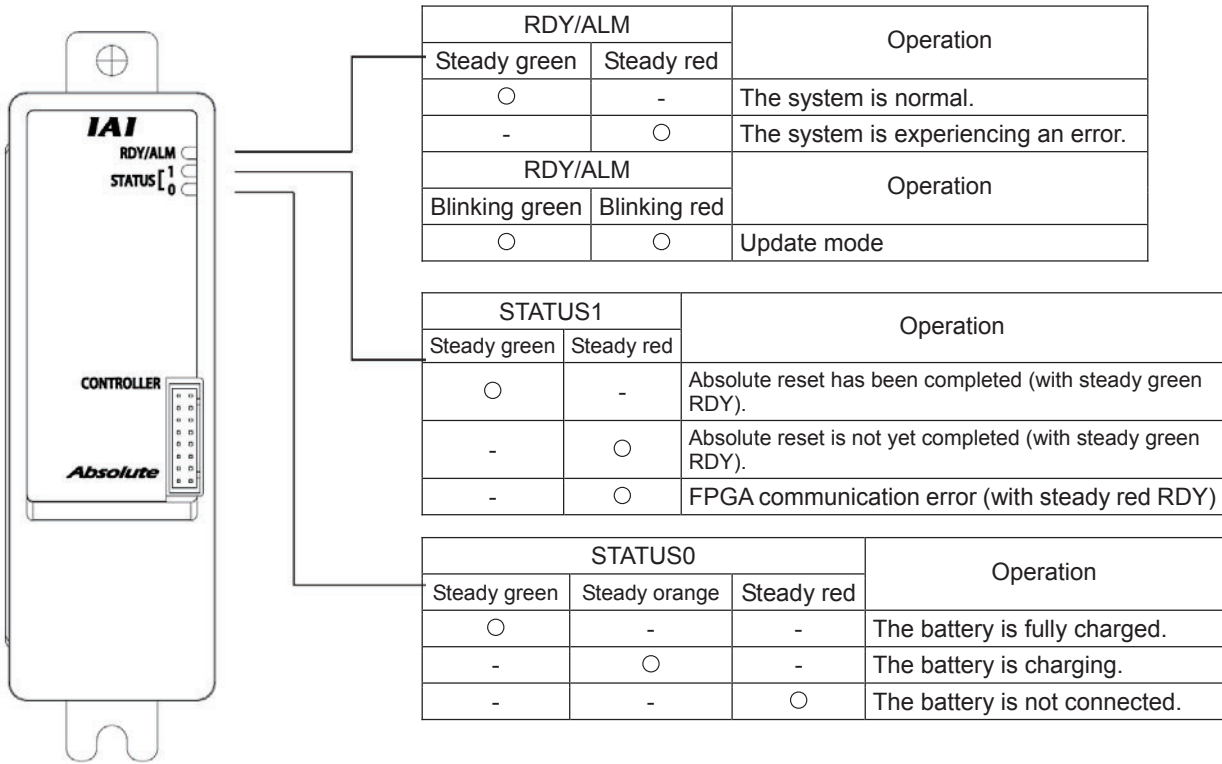 IAI
RDY/ALM
STATUS [ 1
0
CONTROLLER
Absolute
RDY/ALM Operation
Steady green Steady red
○ - The system is normal.
- ○ The system is experiencing an error.
RDY/ALM Operation
Blinking green Blinking red
○ ○ Update mode
STATUS1 Operation
Steady green Steady red
○ - Absolute reset has been completed (with steady green
RDY).
- ○ Absolute reset is not yet completed (with steady green
RDY).
- ○ FPGA communication error (with steady red RDY)
STATUS0 Operation
Steady green Steady orange Steady red
○ - - The battery is fully charged.
- ○ - The battery is charging.
- - ○ The battery is not connected.